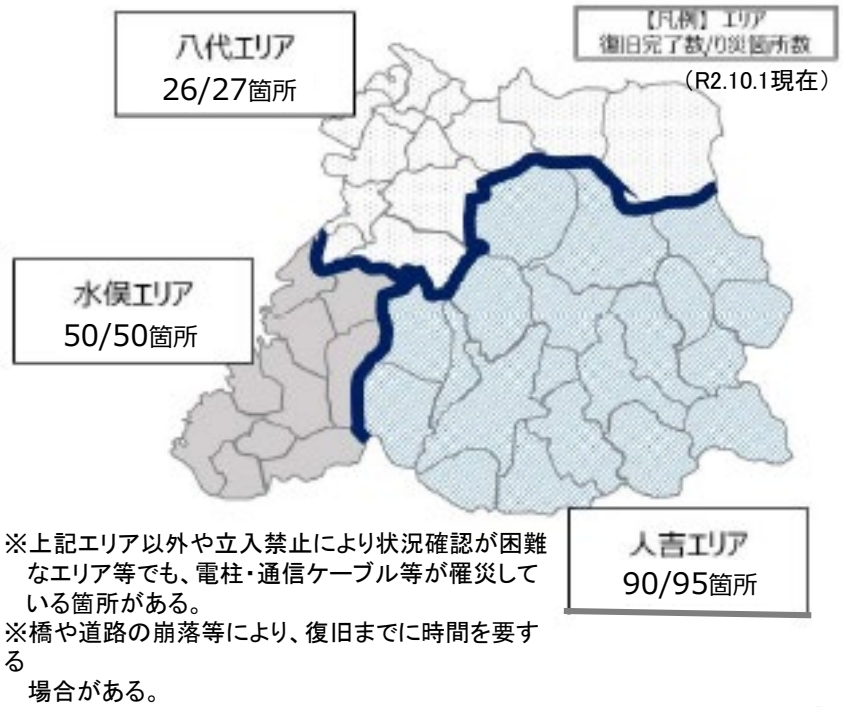 八代エリア
26/27箇所
【凡例】 エリア
復旧完了数/り災箇所数
（R2.10.1現在）
水俣エリア
50/50箇所
人吉エリア
90/95箇所
※上記エリア以外や立入禁止により状況確認が困難
なエリア等でも、電柱・通信ケーブル等が罹災して
いる箇所がある。
※橋や道路の崩落等により、復旧までに時間を要す
る
場合がある。